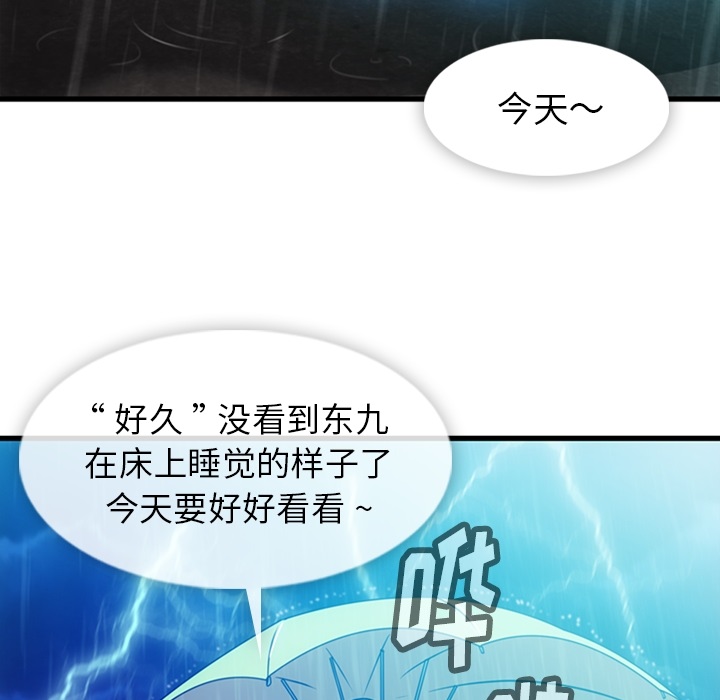 今天～
“好久”没看到东九
在床上睡觉的样子了
今天要好好看看~
哗